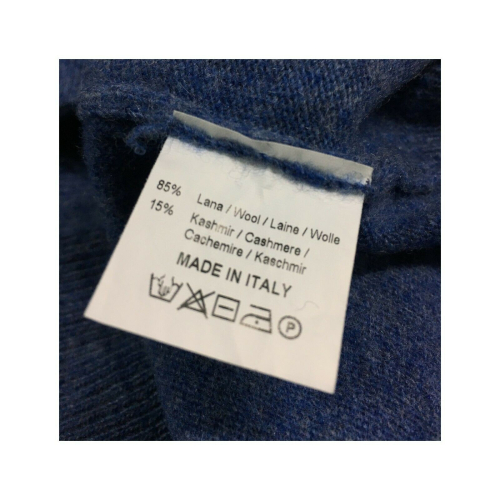 85% Lana / Wool / Laine / Wolle
15% Kashmir / Cashmere /
Cachemire / Kaschmir
MADE IN ITALY
P